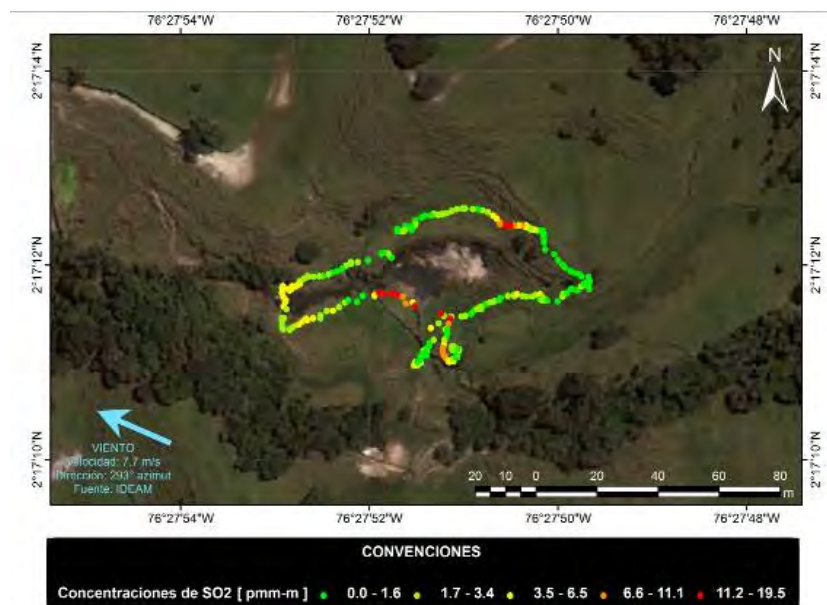 76°27'54"W 76°27'52"W 76°27'50"W 76°27'48"W
2°17'14"N 2°17'14"N
N
2°17'12"N 2°17'12"N
2°17'10"N 2°17'10"N
VIENTO
Velocidad: 7.7 m/s
Dirección: 293° azimut
Fuente: IDEAM
20 10 0 20 40 60 80
m
76°27'54"W 76°27'52"W 76°27'50"W 76°27'48"W
CONVENCIONES
Concentraciones de SO2 [ pmm-m ] 0.0 - 1.6 1.7 - 3.4 3.5 - 6.5 6.6 - 11.1 11.2 - 19.5